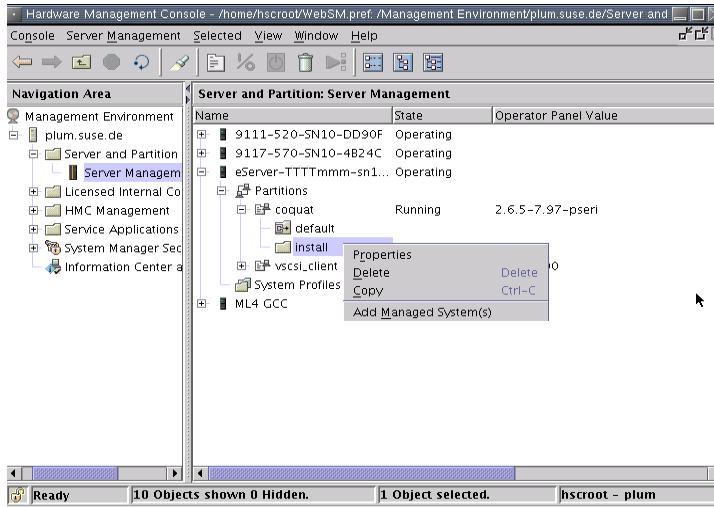 Hardware Management Console - /home/hscroot/WebSM.pref: /Management Environment/plum.suse.de/Server and
Console Server Management Selected View Window Help
Navigation Area
Management Environment
plum.suse.de
Server and Partition
Server Managem
Licensed Internal Co
HMC Management
Service Applications
System Manager Sec
Information Center a
Server and Partition: Server Management
Name State Operator Panel Value
9111-520-SN10-DD90F Operating
9117-570-SN10-4B24C Operating
eServer-TTTTmmm-sn1... Operating
Partitions
coquat Running 2.6.5-7.97-pseri
default
install
vscsi_client
System Profiles
ML4 GCC
Properties
Delete Delete
Copy Ctrl-C
Add Managed System(s)
Ready 10 Objects shown 0 Hidden. 1 Object selected. hscroot - plum